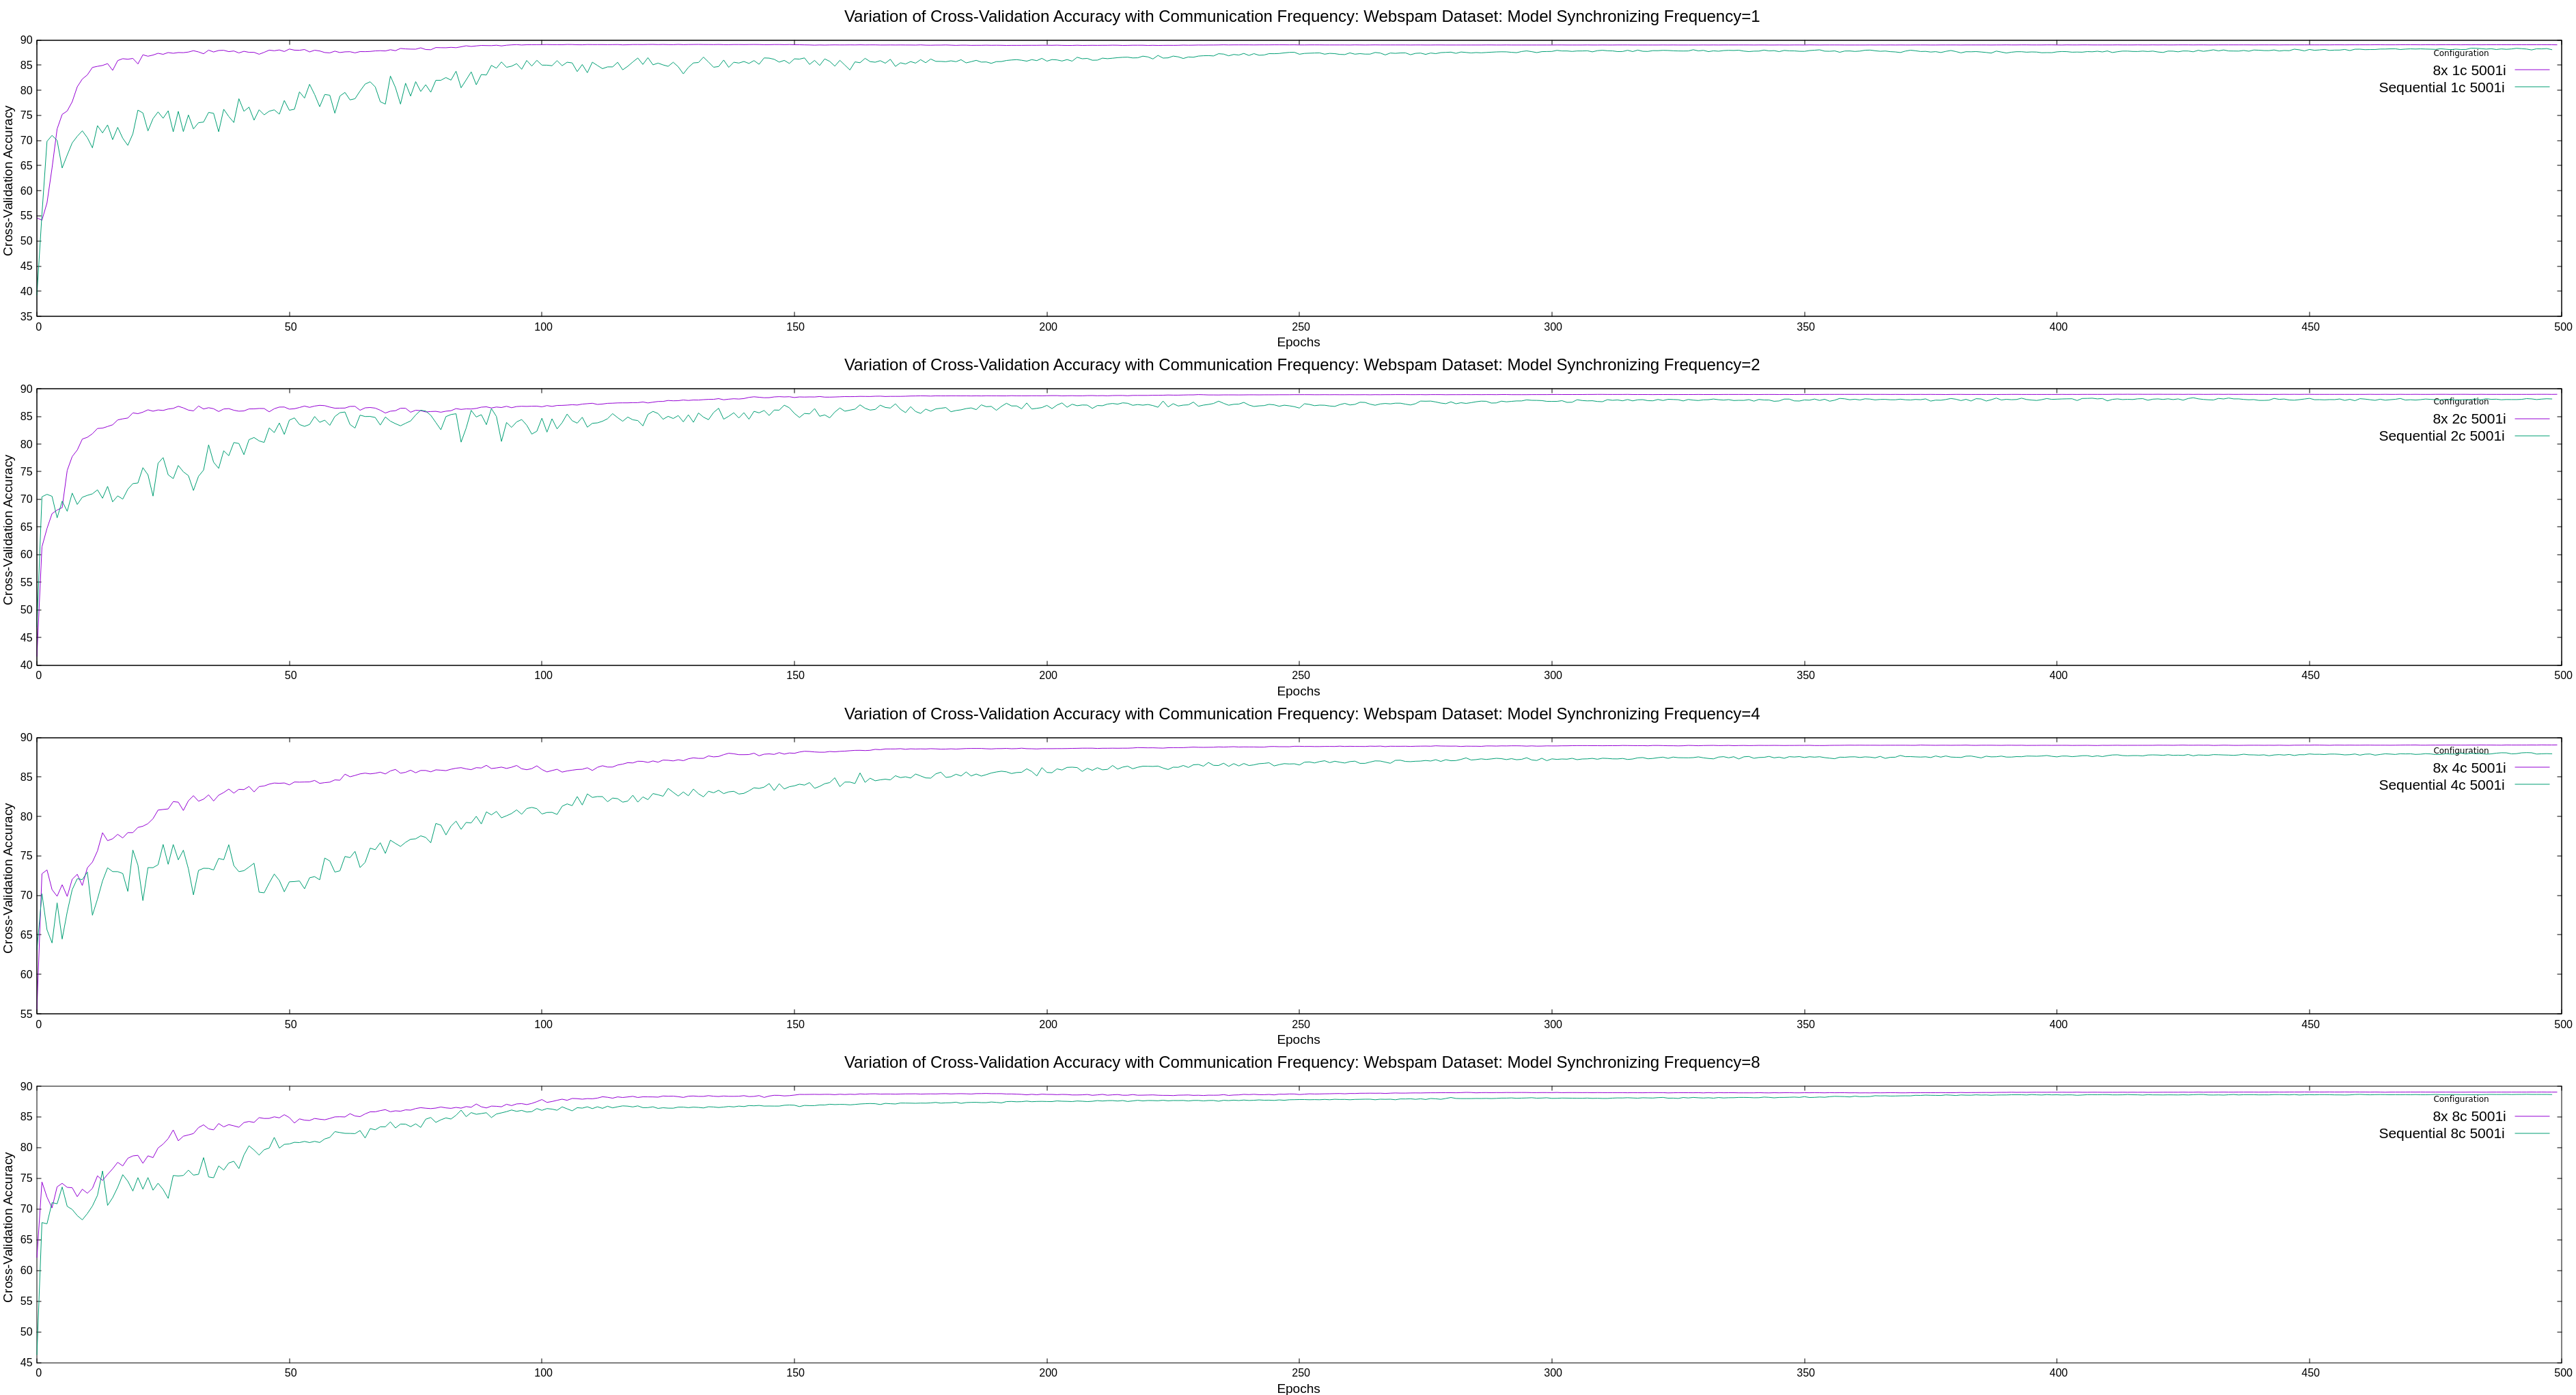 Variation of Cross-Validation Accuracy with Communication Frequency: Webspam Dataset: Model Synchronizing Frequency=1
Cross-Validation Accuracy
90
85
80
75
70
65
60
55
50
45
40
35
Configuration
8x 1c 5001i
Sequential 1c 5001i
0 50 100 150 200 250 300 350 400 450 500
Epochs
Variation of Cross-Validation Accuracy with Communication Frequency: Webspam Dataset: Model Synchronizing Frequency=2
Cross-Validation Accuracy
90
85
80
75
70
65
60
55
50
45
40
Configuration
8x 2c 5001i
Sequential 2c 5001i
0 50 100 150 200 250 300 350 400 450 500
Epochs
Variation of Cross-Validation Accuracy with Communication Frequency: Webspam Dataset: Model Synchronizing Frequency=4
Cross-Validation Accuracy
90
85
80
75
70
65
60
55
Configuration
8x 4c 5001i
Sequential 4c 5001i
0 50 100 150 200 250 300 350 400 450 500
Epochs
Variation of Cross-Validation Accuracy with Communication Frequency: Webspam Dataset: Model Synchronizing Frequency=8
Cross-Validation Accuracy
90
85
80
75
70
65
60
55
50
45
Configuration
8x 8c 5001i
Sequential 8c 5001i
0 50 100 150 200 250 300 350 400 450 500
Epochs